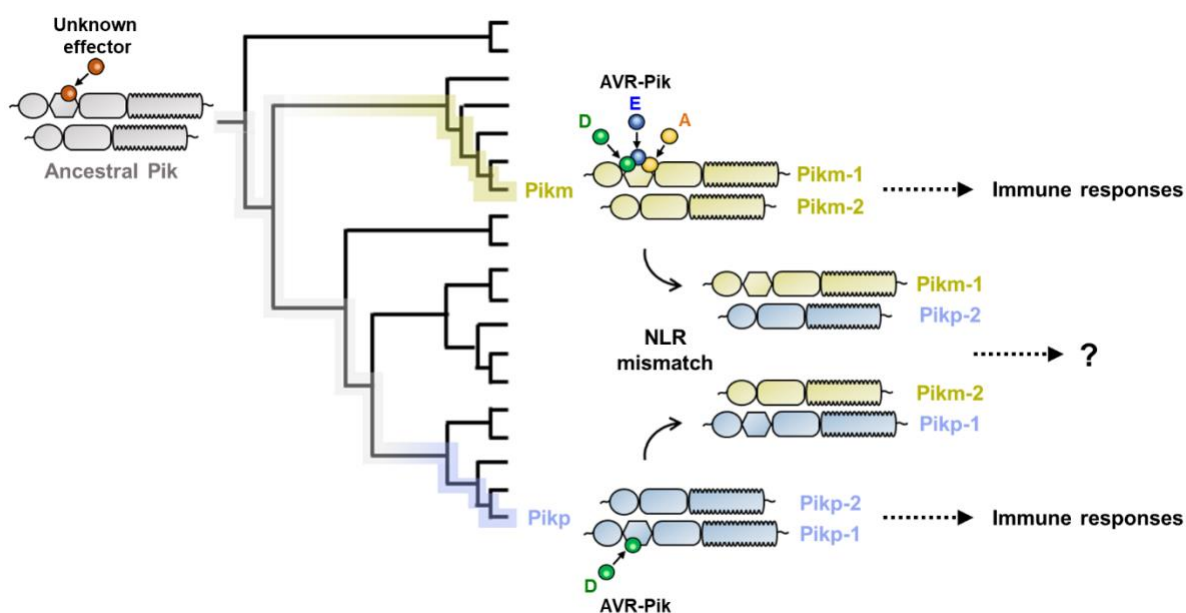 Unknown
effector
Ancestral Pik
Pikm
AVR-Pik
E
D
A
Pikm-1
Pikm-2
Immune responses
Pikm-1
Pikp-2
NLR
mismatch
?
Pikm-2
Pikp-1
Pikp
Pikp-2
Pikp-1
Immune responses
D
AVR-Pik